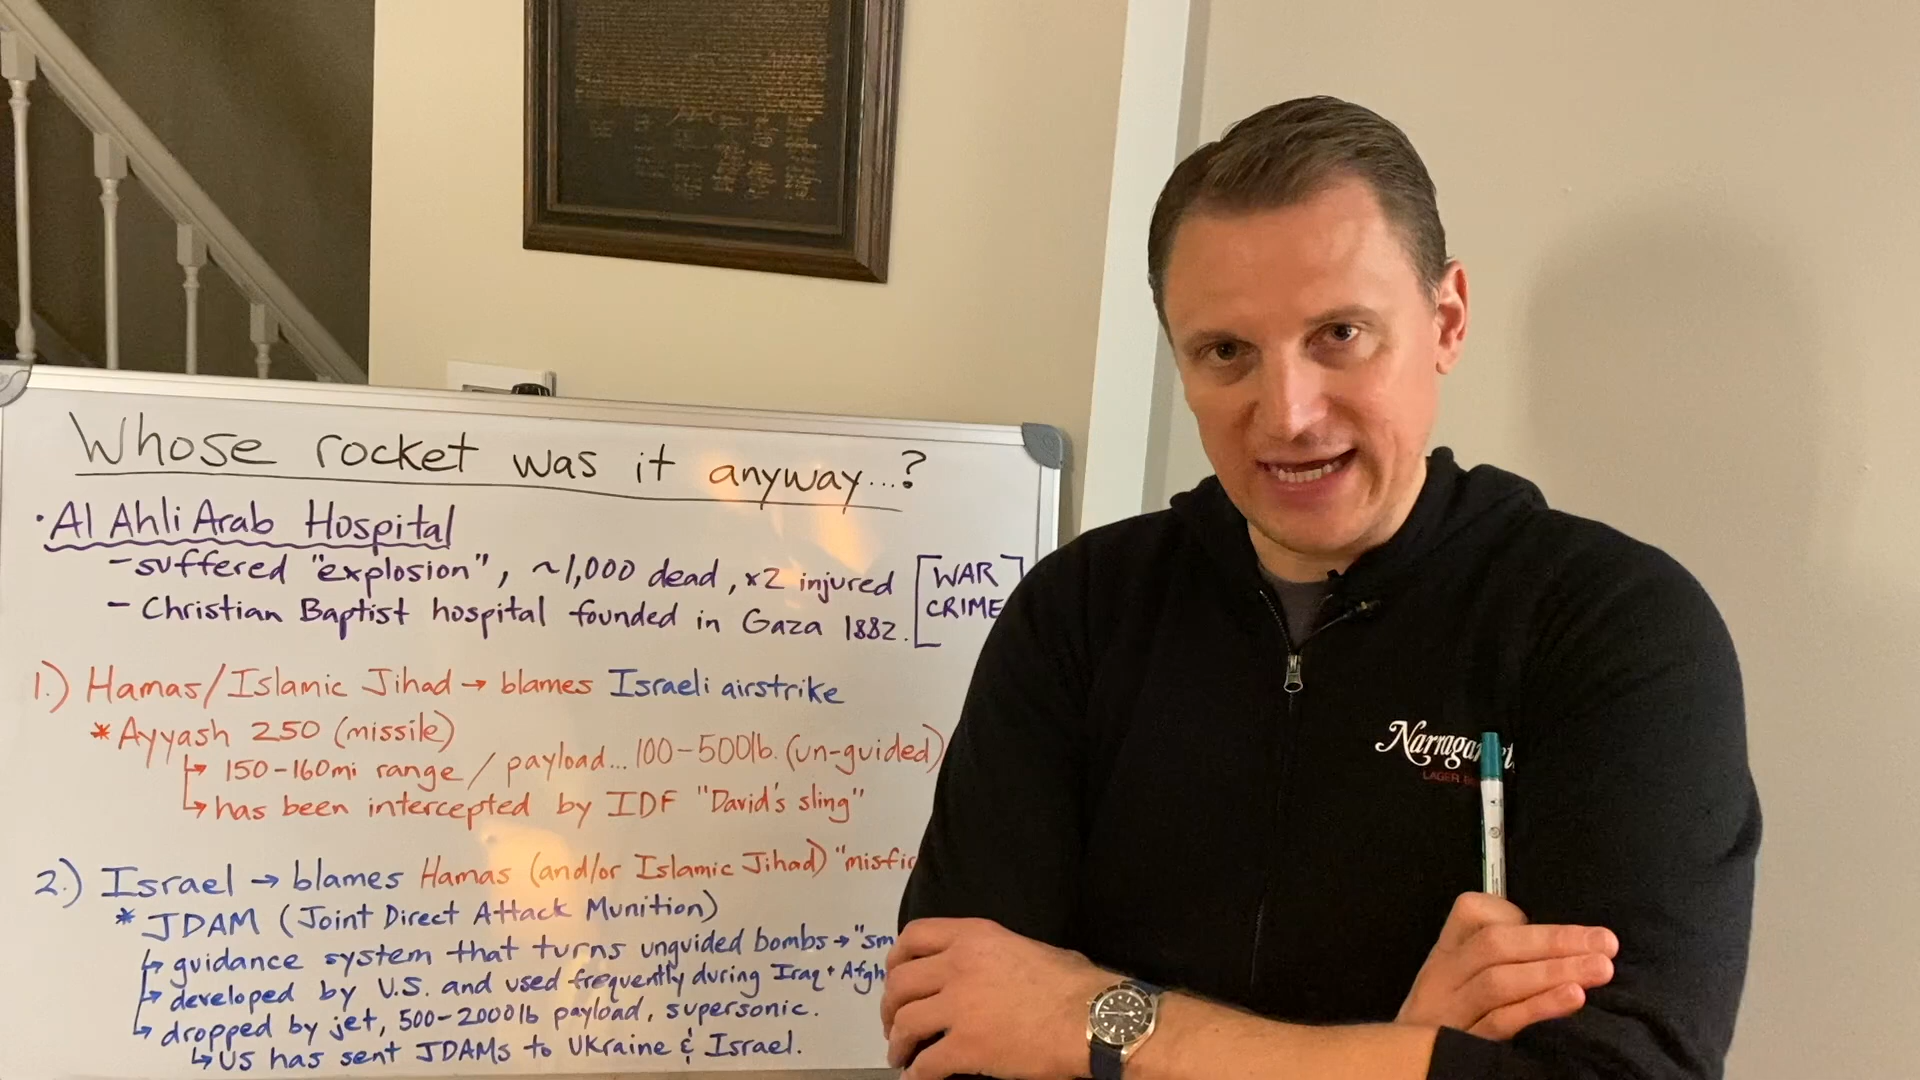 Whose rocket was it anyway...?
• Al Ahli Arab Hospital
- suffered "explosion", ~1,000 dead, x2 injured
- Christian Baptist hospital founded in Gaza 1882.
[WAR
CRIME
1.) Hamas/Islamic Jihad → blames Israeli airstrike
* Ayyash 250 (missile)
↳ 150-160mi range / payload... 100-500lb. (un-guided)
↳ has been intercepted by IDF "David's sling"
2.) Israel → blames Hamas (and/or Islamic Jihad) "misfir
* JDAM (Joint Direct Attack Munition)
↳ guidance system that turns unguided bombs → "sm
↳ developed by U.S. and used frequently during Iraq + Afgh
↳ dropped by jet, 500-2000lb payload, supersonic.
↳ US has sent JDAMs to Ukraine & Israel.
LAGER